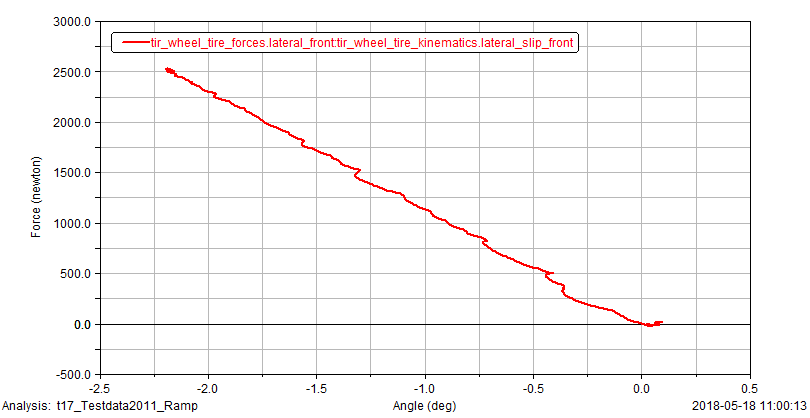 3000.0
tir_wheel_tire_forces.lateral_front:tir_wheel_tire_kinematics.lateral_slip_front
2500.0
2000.0
1500.0
1000.0
500.0
0.0
-500.0
Force (newton)
-2.5 -2.0 -1.5 -1.0 -0.5 0.0 0.5
Analysis: t17_Testdata2011_Ramp Angle (deg) 2018-05-18 11:00:13